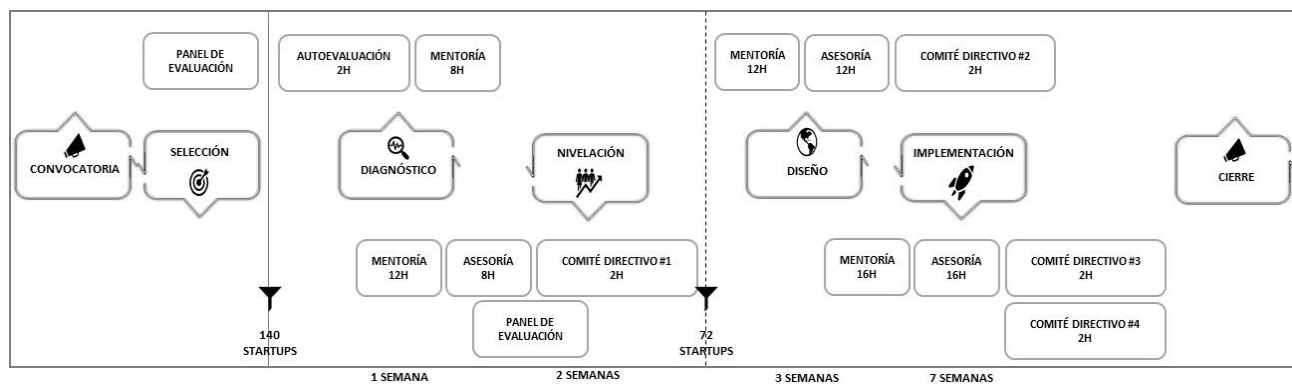 PANEL DE
EVALUACIÓN
AUTOEVALUACIÓN
2H
MENTORÍA
8H
MENTORÍA
12H
ASESORÍA
12H
COMITÉ DIRECTIVO #2
2H
CONVOCATORIA
SELECCIÓN
DIAGNÓSTICO
NIVELACIÓN
DISEÑO
IMPLEMENTACIÓN
CIERRE
MENTORÍA
12H
ASESORÍA
8H
COMITÉ DIRECTIVO #1
2H
MENTORÍA
16H
ASESORÍA
16H
COMITÉ DIRECTIVO #3
2H
PANEL DE
EVALUACIÓN
COMITÉ DIRECTIVO #4
2H
140
STARTUPS
72
STARTUPS
1 SEMANA
2 SEMANAS
3 SEMANAS
7 SEMANAS